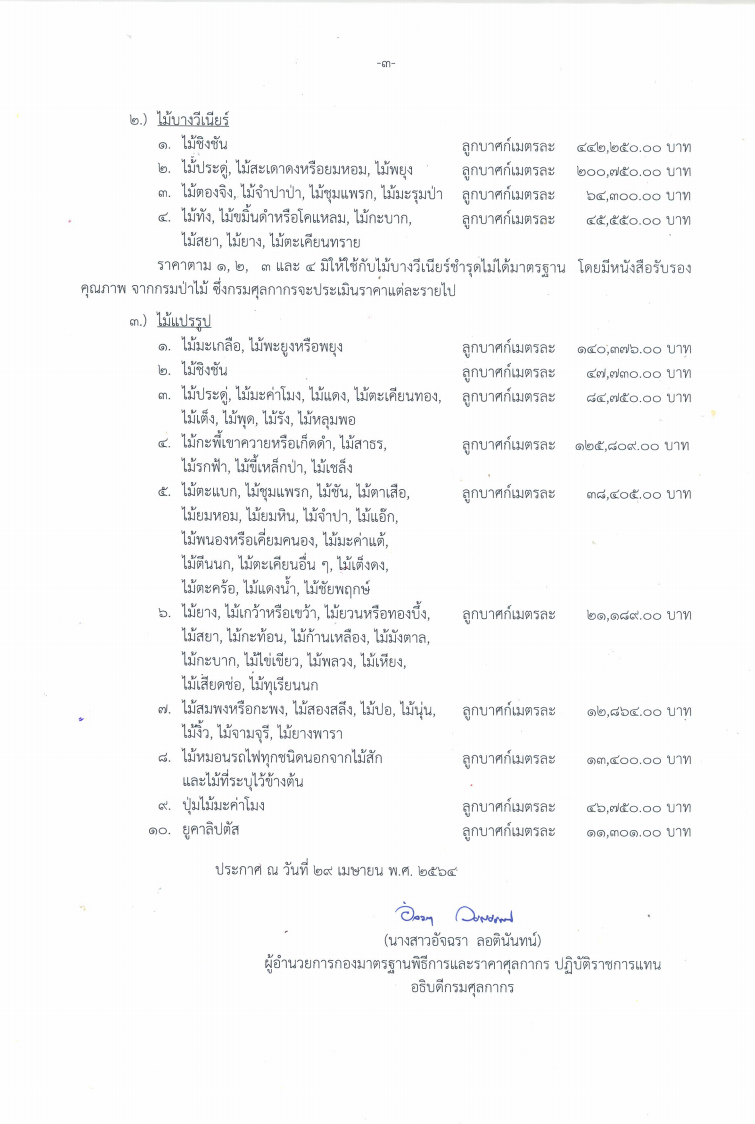 -๓-
๒.) ไม้บางวีเนียร์
๑. ไม้ชิงชัน ลูกบาศก์เมตรละ ๔๔๒,๒๕๐.๐๐ บาท
๒. ไม้ประดู่, ไม้สะเดาดงหรือยมหอม, ไม้พยุง ลูกบาศก์เมตรละ ๒๐๐,๗๕๐.๐๐ บาท
๓. ไม้ตองจิง, ไม้จำปาป่า, ไม้ชุมแพรก, ไม้มะรุมป่า ลูกบาศก์เมตรละ ๖๔,๓๐๐.๐๐ บาท
๔. ไม้ทัง, ไม้ขมิ้นดำหรือโคแหลม, ไม้กะบาก, ลูกบาศก์เมตรละ ๔๕,๕๕๐.๐๐ บาท
ไม้สยา, ไม้ยาง, ไม้ตะเคียนทราย
ราคาตาม ๑, ๒, ๓ และ ๔ มิให้ใช้กับไม้บางวีเนียร์ชำรุดไม่ได้มาตรฐาน โดยมีหนังสือรับรอง
คุณภาพ จากกรมป่าไม้ ซึ่งกรมศุลกากรจะประเมินราคาแต่ละรายไป
๓.) ไม้แปรรูป
๑. ไม้มะเกลือ, ไม้พะยูงหรือพยุง ลูกบาศก์เมตรละ ๑๔๐,๓๗๖.๐๐ บาท
๒. ไม้ชิงชัน ลูกบาศก์เมตรละ ๔๗,๗๓๐.๐๐ บาท
๓. ไม้ประดู่, ไม้มะค่าโมง, ไม้แดง, ไม้ตะเคียนทอง, ลูกบาศก์เมตรละ ๘๔,๗๕๐.๐๐ บาท
ไม้เต็ง, ไม้พุด, ไม้รัง, ไม้หลุมพอ
๔. ไม้กะพี้เขาควายหรือเก็ดดำ, ไม้สาธร, ลูกบาศก์เมตรละ ๑๒๕,๘๐๙.๐๐ บาท
ไม้รกฟ้า, ไม้ขี้เหล็กป่า, ไม้เซล็ง
๕. ไม้ตะแบก, ไม้ชุมแพรก, ไม้ชัน, ไม้ตาเสือ, ลูกบาศก์เมตรละ ๓๘,๔๐๕.๐๐ บาท
ไม้ยมหอม, ไม้ยมหิน, ไม้จำปา, ไม้แอ๊ก,
ไม้พนองหรือเคี่ยมคนอง, ไม้มะค่าแต้,
ไม้ตีนนก, ไม้ตะเคียนอื่น ๆ, ไม้เต็งดง,
ไม้ตะคร้อ, ไม้แดงน้ำ, ไม้ชัยพฤกษ์
๖. ไม้ยาง, ไม้เกว้าหรือเขว้า, ไม้ยวนหรือทองบึ้ง, ลูกบาศก์เมตรละ ๒๑,๑๘๙.๐๐ บาท
ไม้สยา, ไม้กะท้อน, ไม้ก้านเหลือง, ไม้มังตาล,
ไม้กะบาก, ไม้ไข่เขียว, ไม้พลวง, ไม้เหียง,
ไม้เสียดช่อ, ไม้ทุเรียนนก
๗. ไม้สมพงหรือกะพง, ไม้สองสลึง, ไม้ปอ, ไม้นุ่น, ลูกบาศก์เมตรละ ๑๒,๘๖๔.๐๐ บาท
ไม้งิ้ว, ไม้จามจุรี, ไม้ยางพารา
๘. ไม้หมอนรถไฟทุกชนิดนอกจากไม้สัก ลูกบาศก์เมตรละ ๑๓,๔๐๐.๐๐ บาท
และไม้ที่ระบุไว้ข้างต้น
๙. ปุ่มไม้มะค่าโมง ลูกบาศก์เมตรละ ๔๖,๗๕๐.๐๐ บาท
๑๐. ยูคาลิปตัส ลูกบาศก์เมตรละ ๑๑,๓๐๑.๐๐ บาท
ประกาศ ณ วันที่ ๒๙ เมษายน พ.ศ. ๒๕๖๔
(นางสาวอัจฉรา ลอตินันทน์)
ผู้อำนวยการกองมาตรฐานพิธีการและราคาศุลกากร ปฏิบัติราชการแทน
อธิบดีกรมศุลกากร